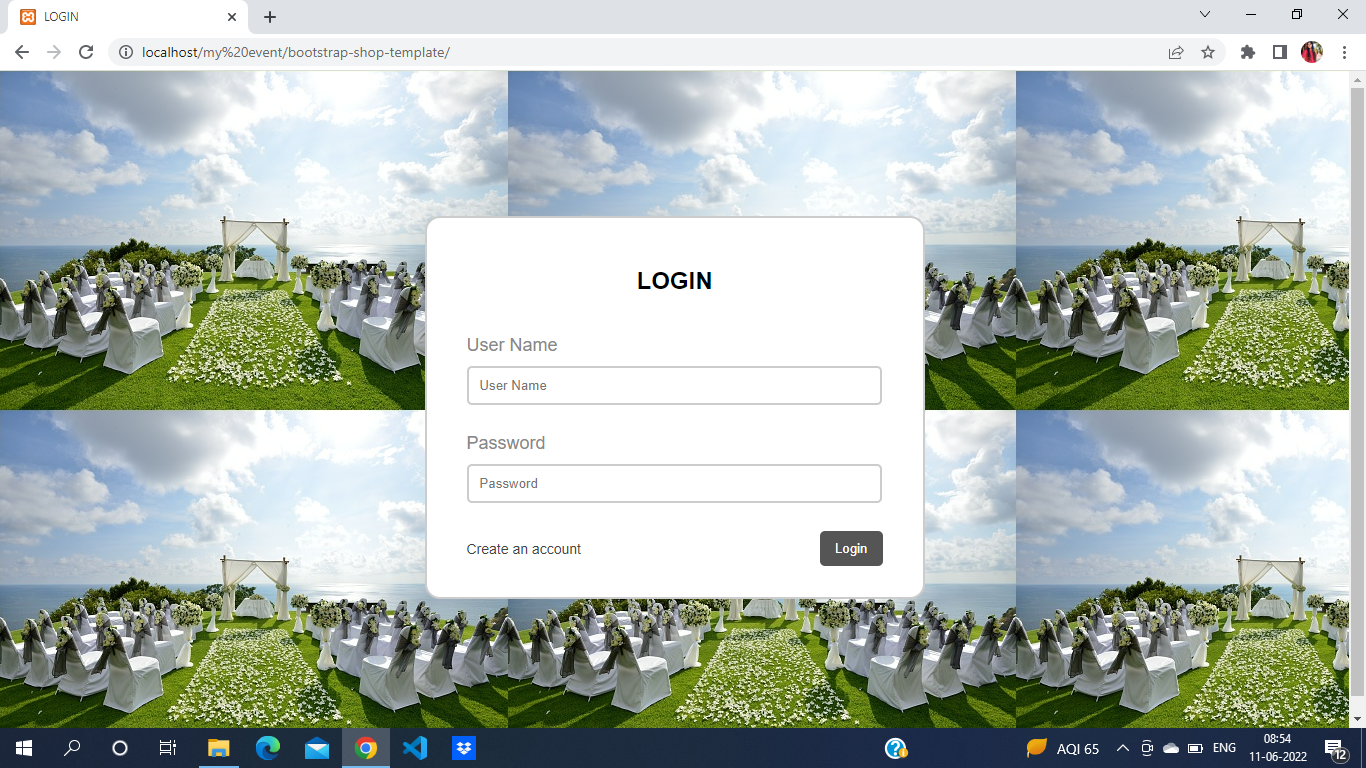 LOGIN
localhost/my%20event/bootstrap-shop-template/
LOGIN
User Name
User Name
Password
Password
Create an account
Login
AQI 65
ENG
08:54
11-06-2022
12